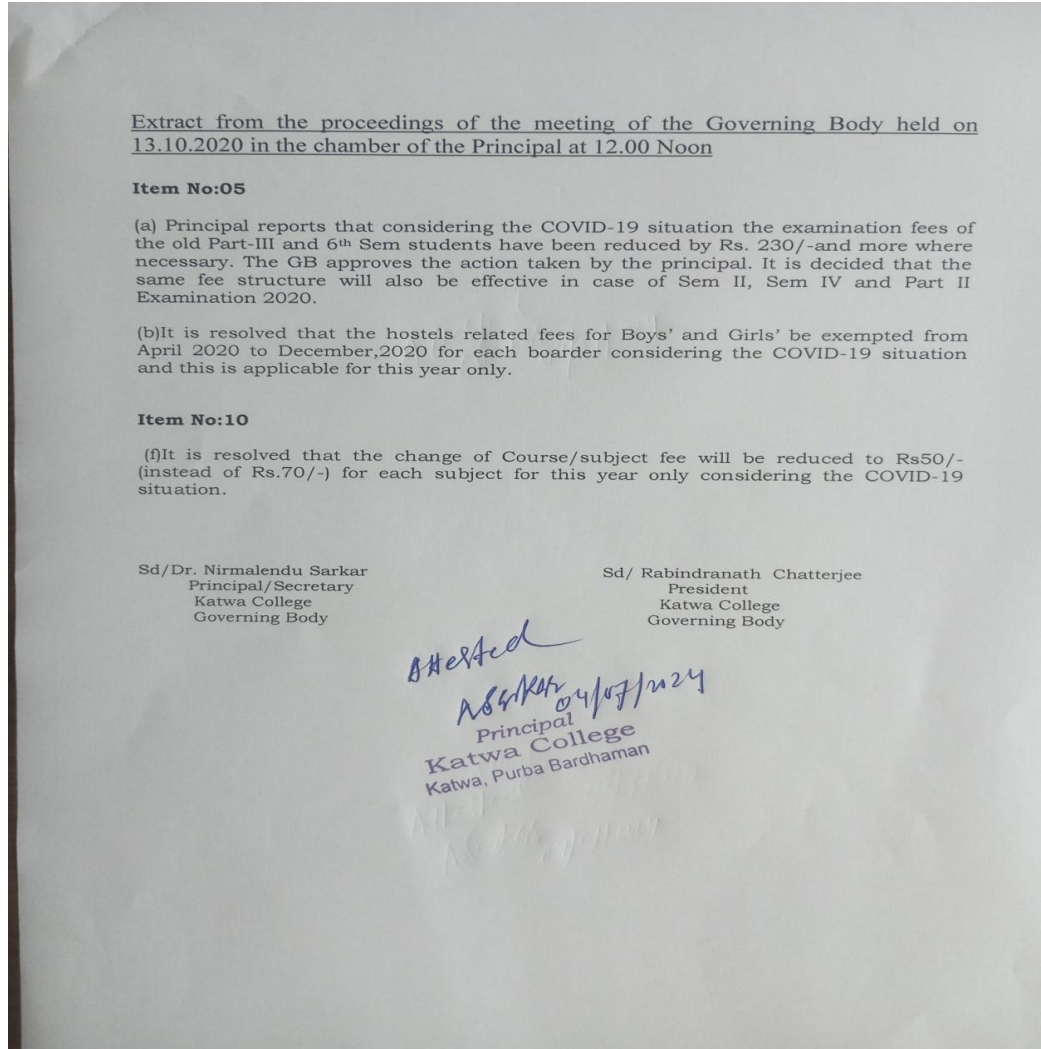 Extract from the proceedings of the meeting of the Governing Body held on
13.10.2020 in the chamber of the Principal at 12.00 Noon
Item No:05
(a) Principal reports that considering the COVID-19 situation the examination fees of
the old Part-III and 6th Sem students have been reduced by Rs. 230/-and more where
necessary. The GB approves the action taken by the principal. It is decided that the
same fee structure will also be effective in case of Sem II, Sem IV and Part II
Examination 2020.
(b)It is resolved that the hostels related fees for Boys’ and Girls’ be exempted from
April 2020 to December,2020 for each boarder considering the COVID-19 situation
and this is applicable for this year only.
Item No:10
(f)It is resolved that the change of Course/subject fee will be reduced to Rs50/-
(instead of Rs.70/-) for each subject for this year only considering the COVID-19
situation.
Sd/Dr. Nirmalendu Sarkar
Principal/Secretary
Katwa College
Governing Body
Sd/ Rabindranath Chatterjee
President
Katwa College
Governing Body
Attested
NSarkar 04/07/2024
Principal
Katwa College
Katwa, Purba Bardhaman